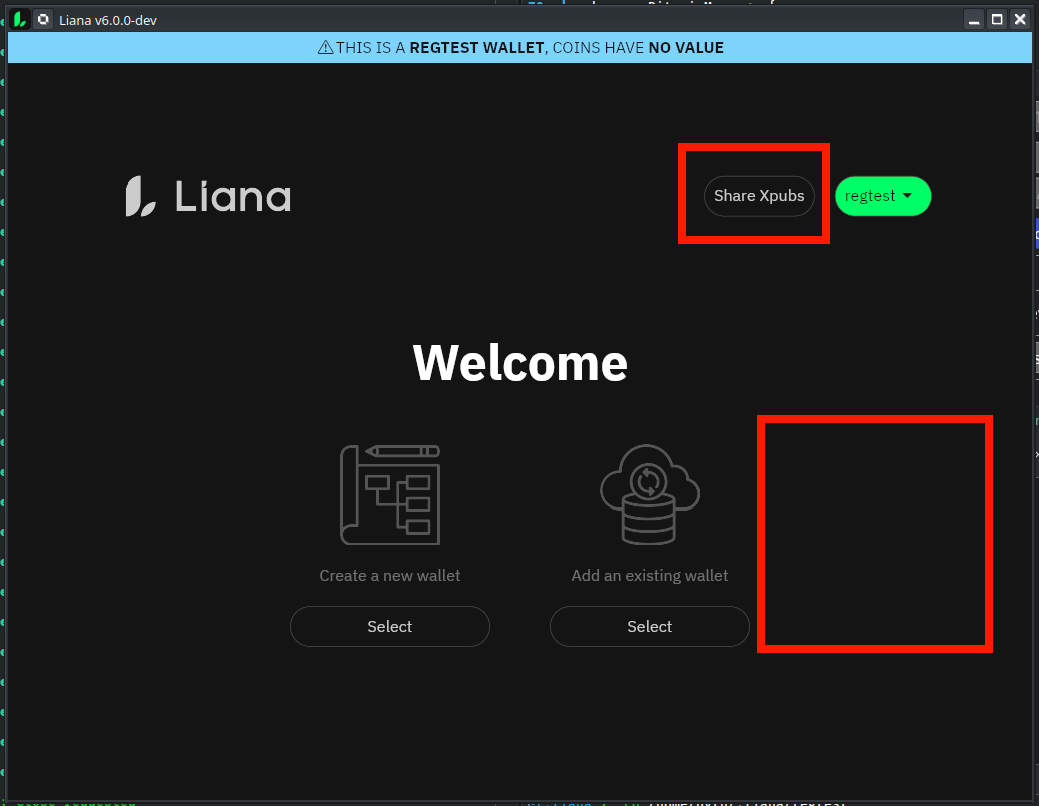 Liana v6.0.0-dev
⚠THIS IS A REGTEST WALLET, COINS HAVE NO VALUE
Liana
Share Xpubs
regtest
Welcome
Create a new wallet
Add an existing wallet
Select
Select